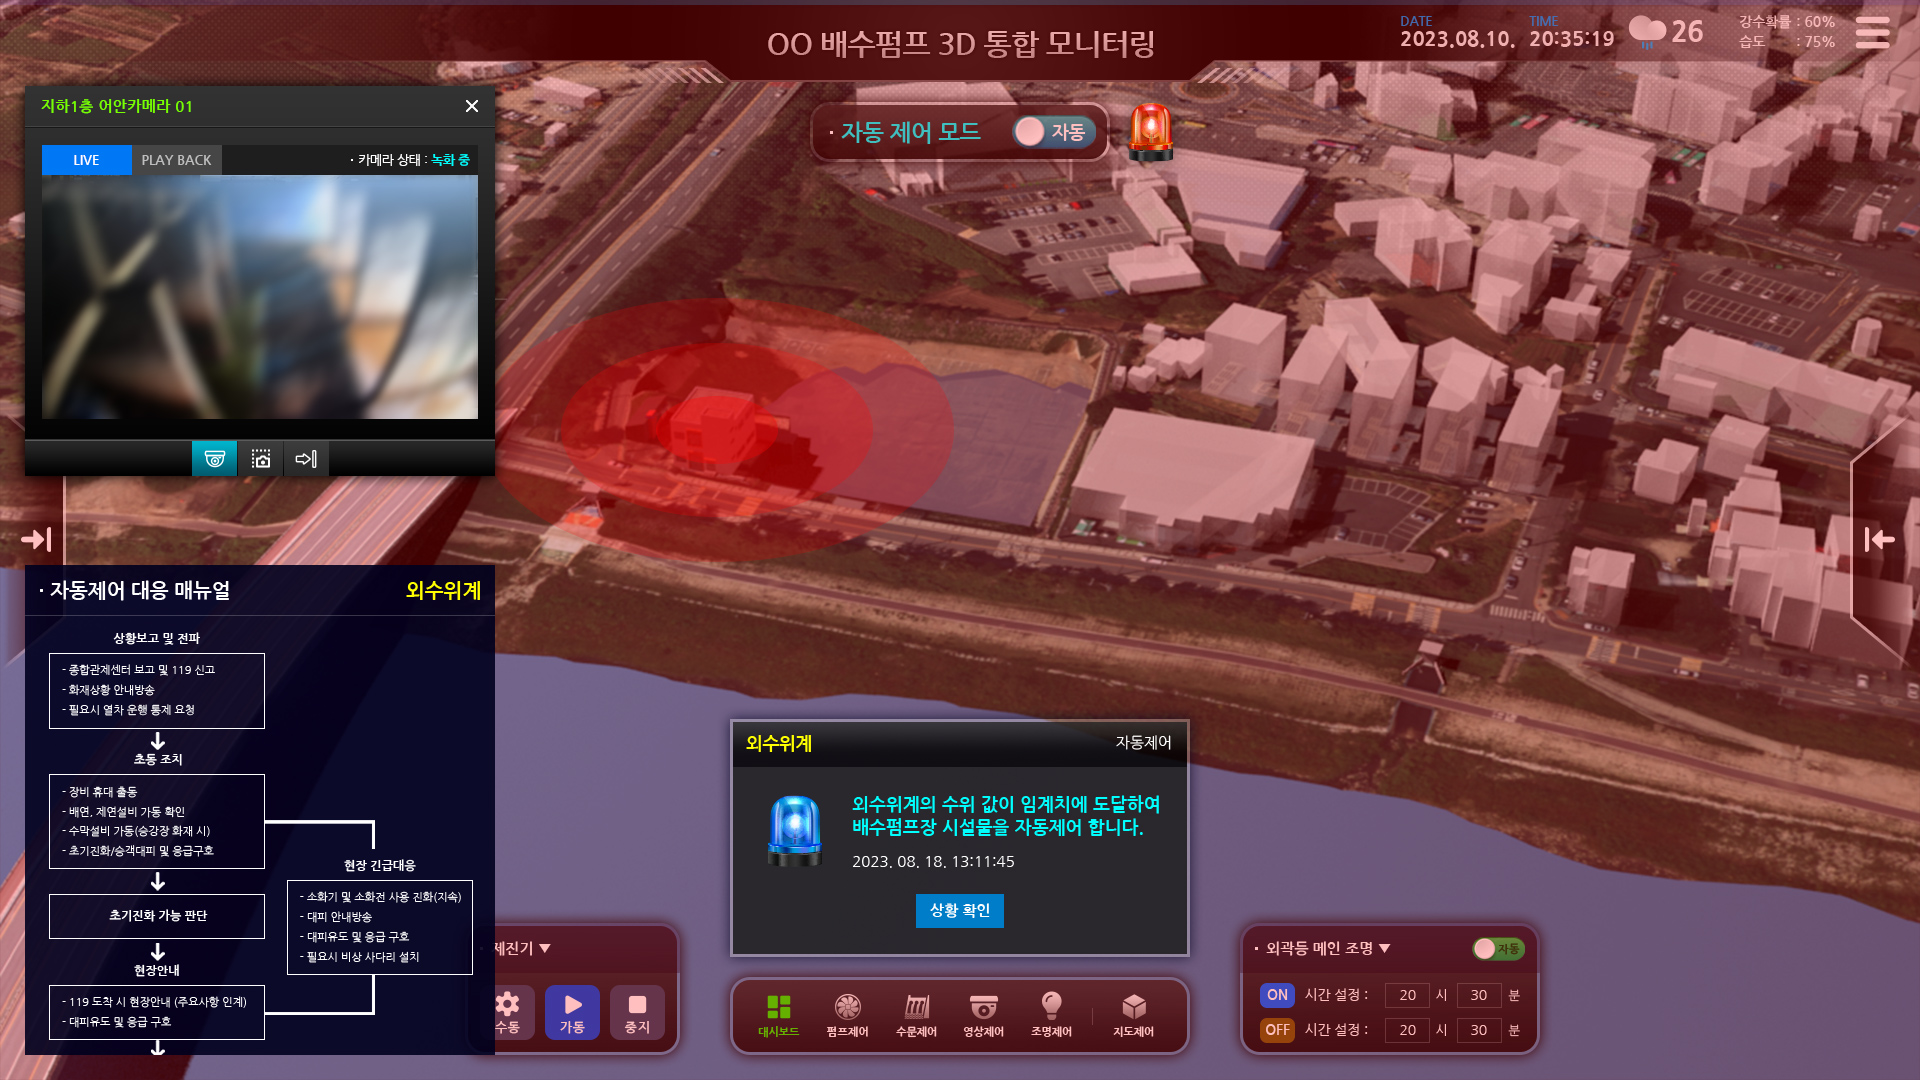 OO 배수펌프 3D 통합 모니터링
DATE
2023.08.10.
TIME
20:35:19
26
강수확률 : 60%
습도 : 75%
지하1층 어안카메라 01
LIVE
PLAY BACK
· 카메라 상태 : 녹화 중
· 자동 제어 모드
자동
· 자동제어 대응 매뉴얼
외수위계
상황보고 및 전파
- 종합관제센터 보고 및 119 신고
- 화재상황 안내방송
- 필요시 열차 운행 통제 요청
초동 조치
- 장비 휴대 출동
- 배연, 제연설비 가동 확인
- 수막설비 가동(승강장 화재 시)
- 초기진화/승객대피 및 응급구호
현장 긴급대응
- 소화기 및 소화전 사용 진화(지속)
- 대피 안내방송
- 대피유도 및 응급 구호
- 필요시 비상 사다리 설치
초기진화 가능 판단
현장안내
- 119 도착 시 현장안내 (주요사항 인계)
- 대피유도 및 응급 구호
제진기 ▼
수동
가동
중지
외수위계
자동제어
외수위계의 수위 값이 임계치에 도달하여
배수펌프장 시설물을 자동제어 합니다.
2023. 08. 18. 13:11:45
상황 확인
대시보드
펌프제어
수문제어
영상제어
조명제어
지도제어
· 외곽등 메인 조명 ▼
자동
ON 시간 설정 : 20 시 30 분
OFF 시간 설정 : 20 시 30 분